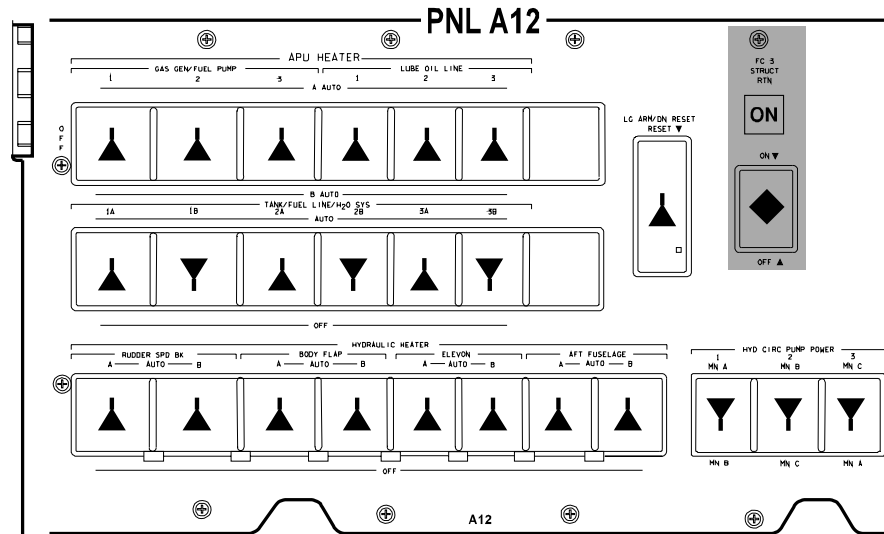 PNL A12
APU HEATER
GAS GEN/FUEL PUMP
LUBE OIL LINE
1 2 3 1 2 3
A AUTO
OFF
B AUTO
TANK/FUEL LINE/H2O SYS
1A 1B 2A 2B 3A 3B
AUTO
OFF
LG ARM/DN RESET
RESET ▼
FC 3
STRUCT
RTN
ON
ON ▼
OFF ▲
HYDRAULIC HEATER
RUDDER SPD BK BODY FLAP ELEVON AFT FUSELAGE
A AUTO B A AUTO B A AUTO B A AUTO B
OFF
HYD CIRC PUMP POWER
1 2 3
MN A MN B MN C
MN B MN C MN A
A12